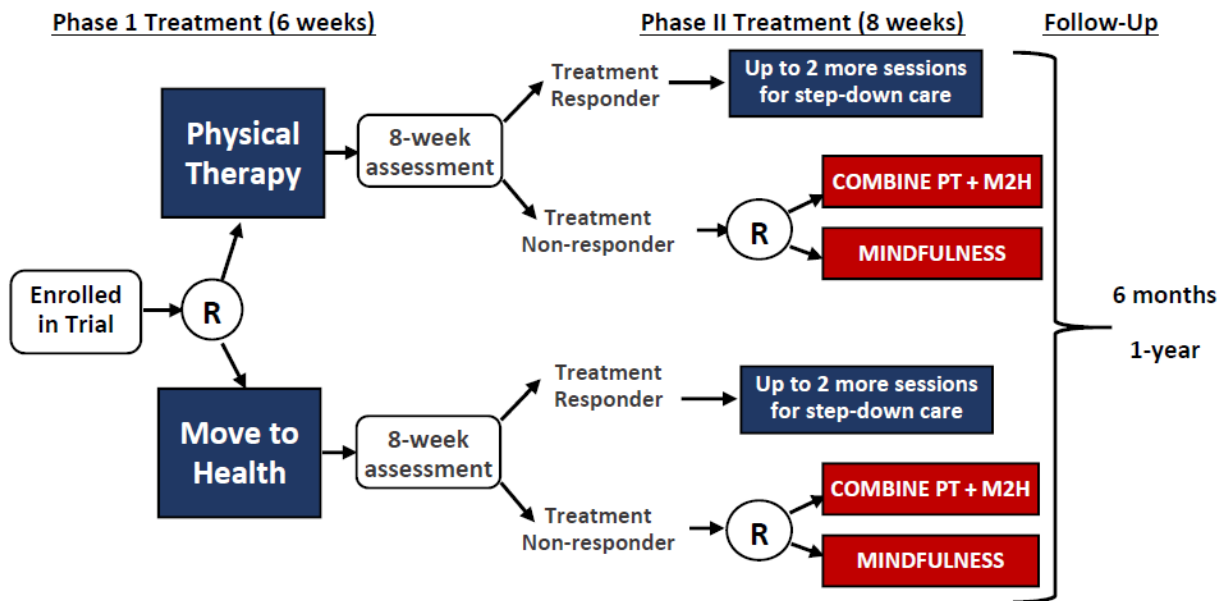 Phase 1 Treatment (6 weeks)
Phase II Treatment (8 weeks)
Follow-Up
Physical
Therapy
8-week
assessment
Treatment
Responder
Up to 2 more sessions
for step-down care
Treatment
Non-responder
R
COMBINE PT + M2H
MINDFULNESS
Enrolled
in Trial
R
6 months
1-year
Move to
Health
8-week
assessment
Treatment
Responder
Up to 2 more sessions
for step-down care
Treatment
Non-responder
R
COMBINE PT + M2H
MINDFULNESS